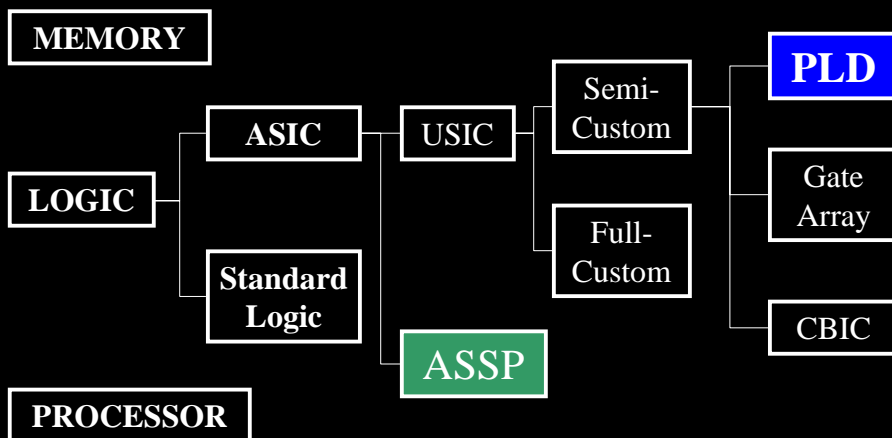 MEMORY
PLD
Semi-
Custom
ASIC
USIC
Gate
Array
LOGIC
Full-
Custom
Standard
Logic
CBIC
ASSP
PROCESSOR